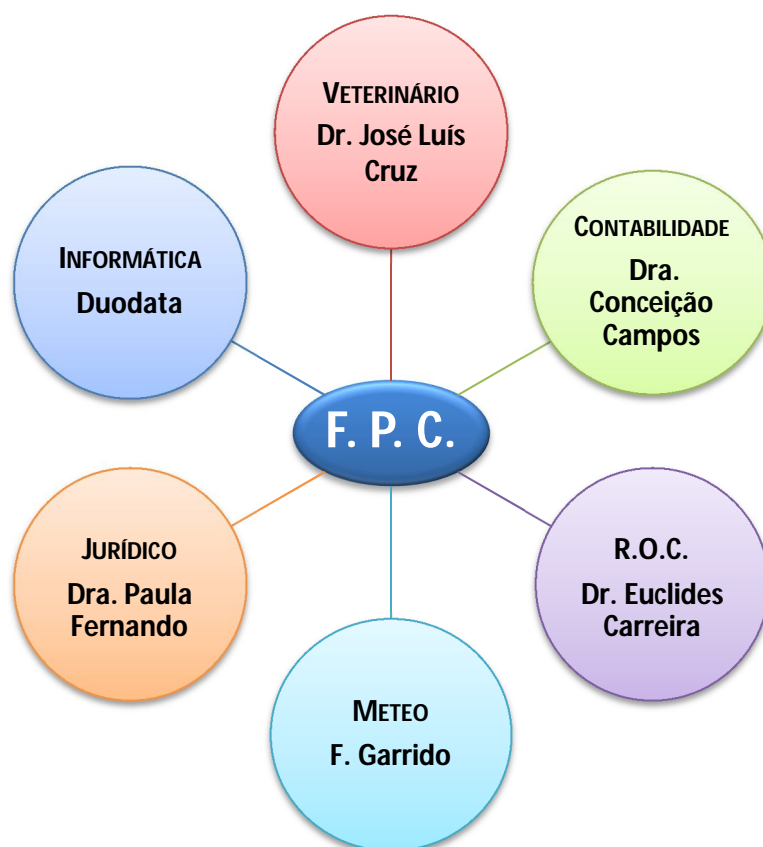 VETERINÁRIO
Dr. José Luís
Cruz
CONTABILIDADE
Dra.
Conceição
Campos
INFORMÁTICA
Duodata
F. P. C.
JURÍDICO
Dra. Paula
Fernando
R.O.C.
Dr. Euclides
Carreira
METEO
F. Garrido